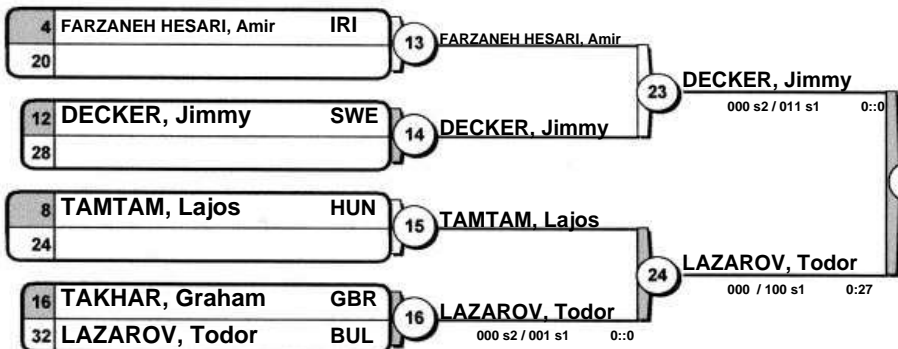 4 FARZANEH HESARI, Amir IRI
20
13 FARZANEH HESARI, Amir
12 DECKER, Jimmy SWE
28
14 DECKER, Jimmy
23 DECKER, Jimmy
000 s2 / 011 s1 0::0
8 TAMTAM, Lajos HUN
24
15 TAMTAM, Lajos
16 TAKHAR, Graham GBR
32 LAZAROV, Todor BUL
16 LAZAROV, Todor
000 s2 / 001 s1 0::0
24 LAZAROV, Todor
000 / 100 s1 0:27